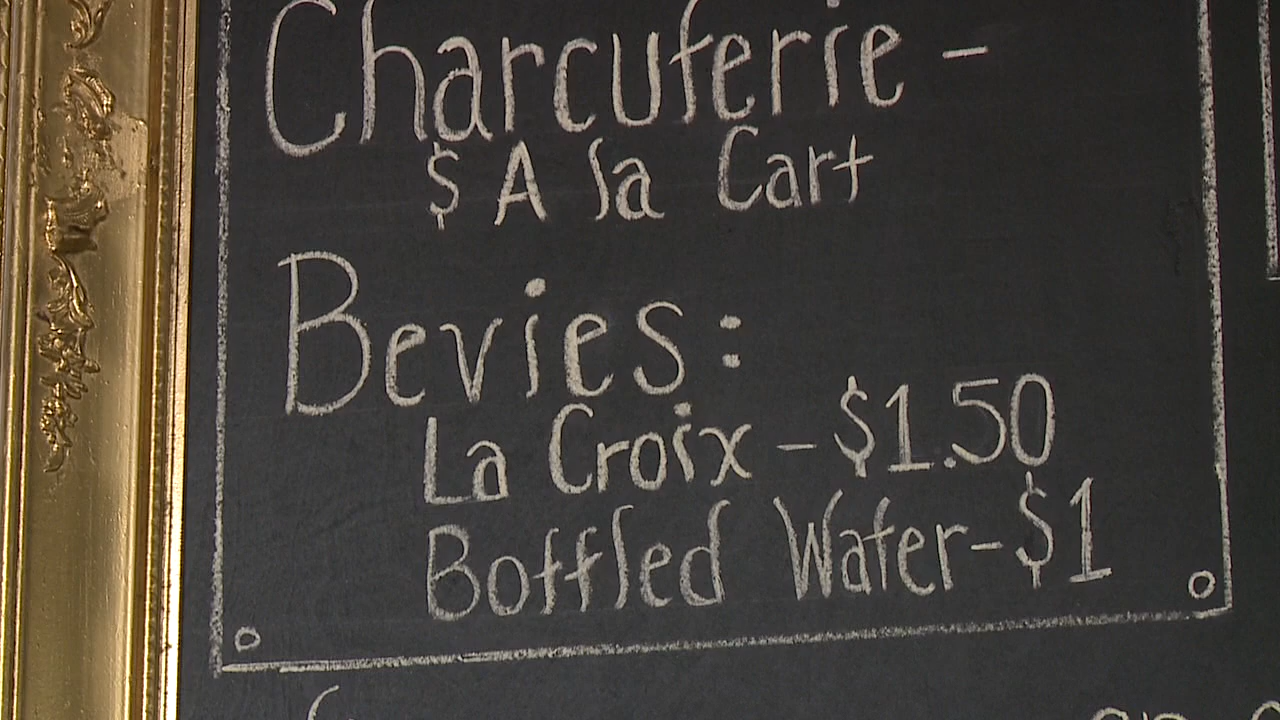 Charcuterie -
$ A la Cart
Bevies:
La Croix - $1.50
Bottled Water - $1